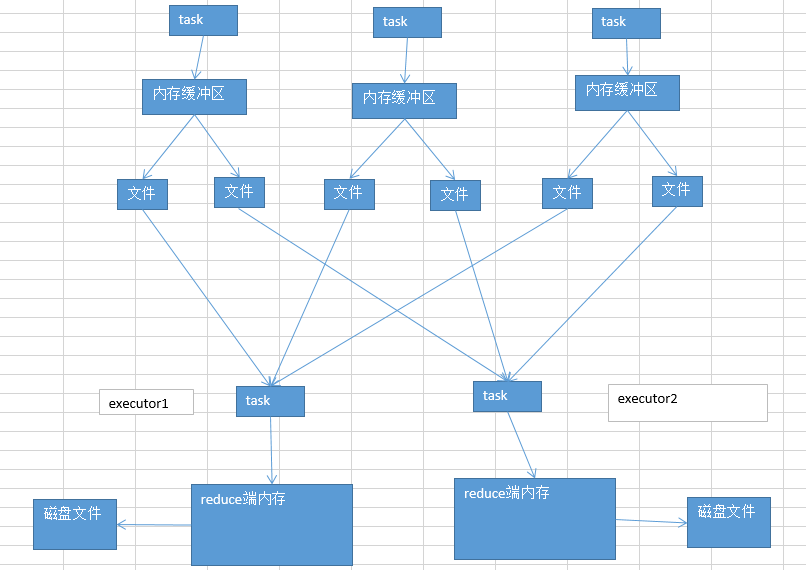 task
task
task
内存缓冲区
内存缓冲区
内存缓冲区
文件
文件
文件
文件
文件
文件
executor1
task
task
executor2
磁盘文件
reduce端内存
reduce端内存
磁盘文件